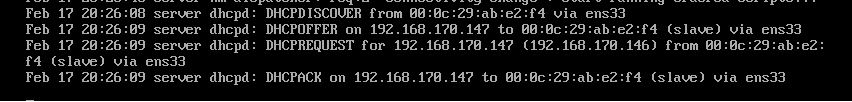 Feb 17 20:26:08 server dhcpd: DHCPDISCOVER from 00:0c:29:ab:e2:f4 via ens33
Feb 17 20:26:09 server dhcpd: DHCPOFFER on 192.168.170.147 to 00:0c:29:ab:e2:f4 (slave) via ens33
Feb 17 20:26:09 server dhcpd: DHCPREQUEST for 192.168.170.147 (192.168.170.146) from 00:0c:29:ab:e2:
f4 (slave) via ens33
Feb 17 20:26:09 server dhcpd: DHCPACK on 192.168.170.147 to 00:0c:29:ab:e2:f4 (slave) via ens33